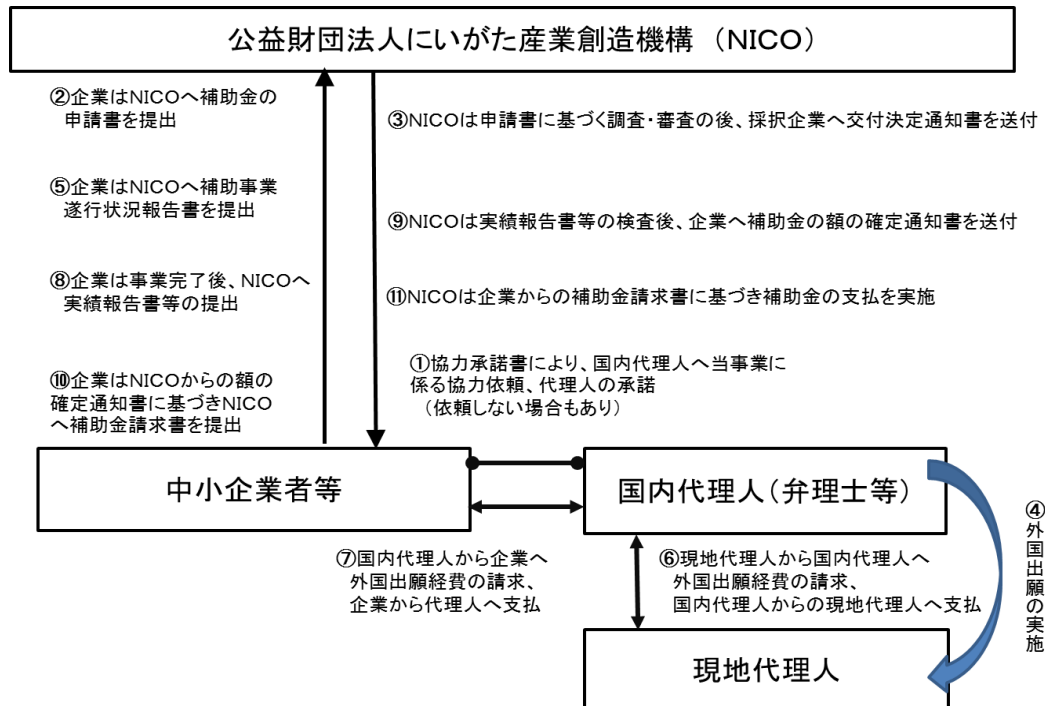 公益財団法人にいがた産業創造機構 （NICO）
②企業はNICOへ補助金の
申請書を提出
③NICOは申請書に基づく調査・審査の後、採択企業へ交付決定通知書を送付
⑤企業はNICOへ補助事業
遂行状況報告書を提出
⑨NICOは実績報告書等の検査後、企業へ補助金の額の確定通知書を送付
⑧企業は事業完了後、NICOへ
実績報告書等の提出
⑪NICOは企業からの補助金請求書に基づき補助金の支払を実施
①協力承諾書により、国内代理人へ当事業に
係る協力依頼、代理人の承諾
（依頼しない場合もあり）
⑩企業はNICOからの額の
確定通知書に基づきNICO
へ補助金請求書を提出
中小企業者等
国内代理人（弁理士等）
④外国出願の実施
⑦国内代理人から企業へ
外国出願経費の請求、
企業から代理人へ支払
⑥現地代理人から国内代理人へ
外国出願経費の請求、
国内代理人からの現地代理人へ支払
現地代理人